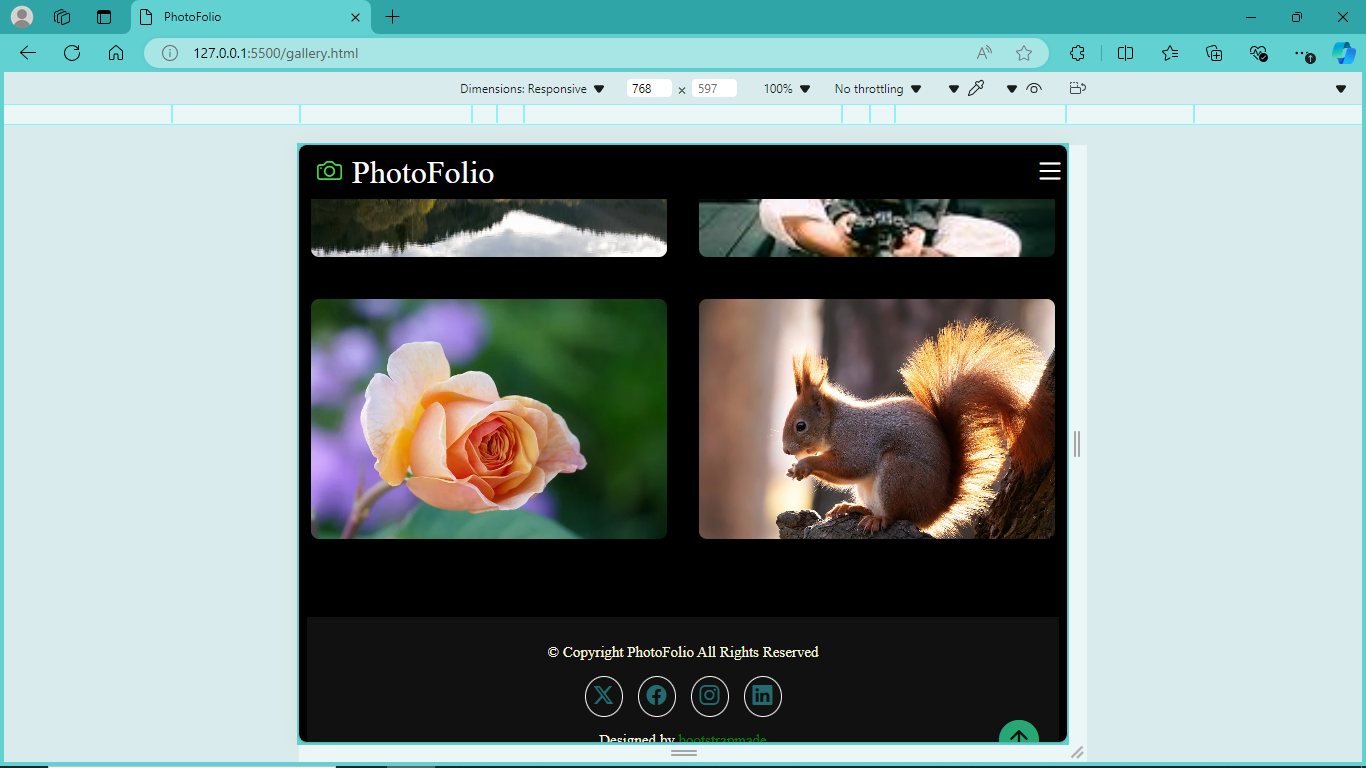 PhotoFolio
127.0.0.1:5500/gallery.html
Dimensions: Responsive 768 × 597 100% No throttling
PhotoFolio
© Copyright PhotoFolio All Rights Reserved
Designed by bootstrapmade